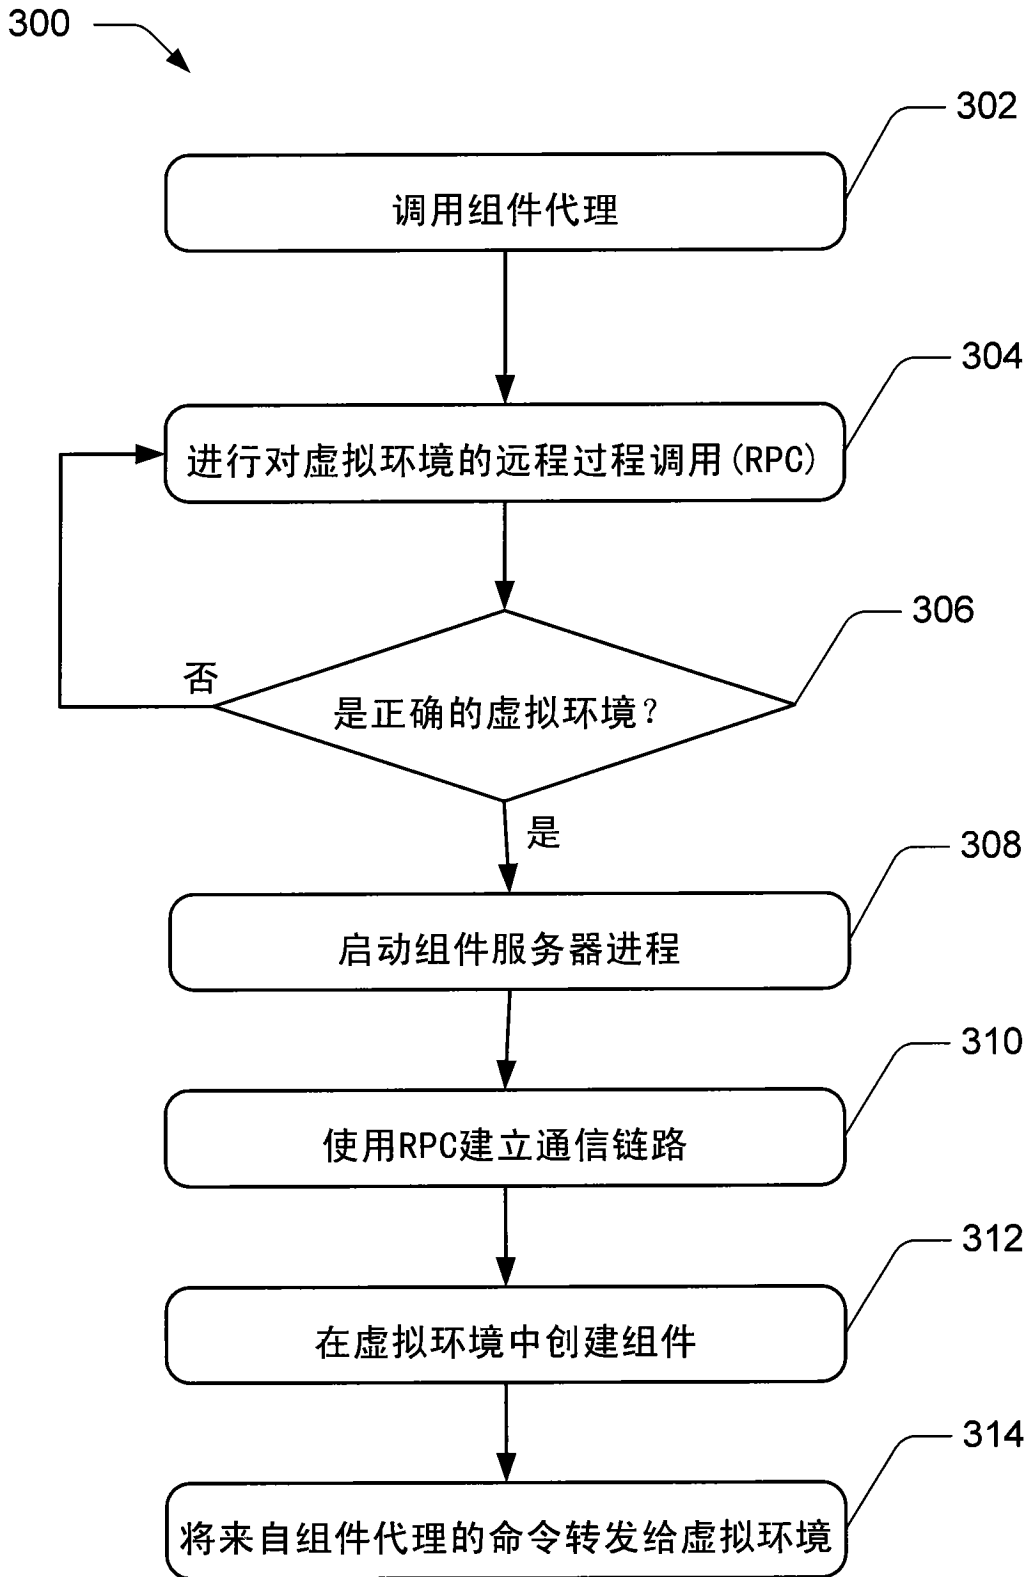 300
302
调用组件代理
304
进行对虚拟环境的远程过程调用(RPC)
306
否
是正确的虚拟环境?
是
308
启动组件服务器进程
310
使用RPC建立通信链路
312
在虚拟环境中创建组件
314
将来自组件代理的命令转发给虚拟环境